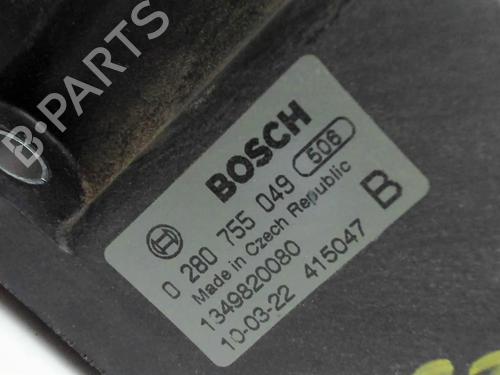 B-PARTS
BOSCH
0 280 755 049 506
Made in Czech Republic B
1349820080
10-03-22 415047